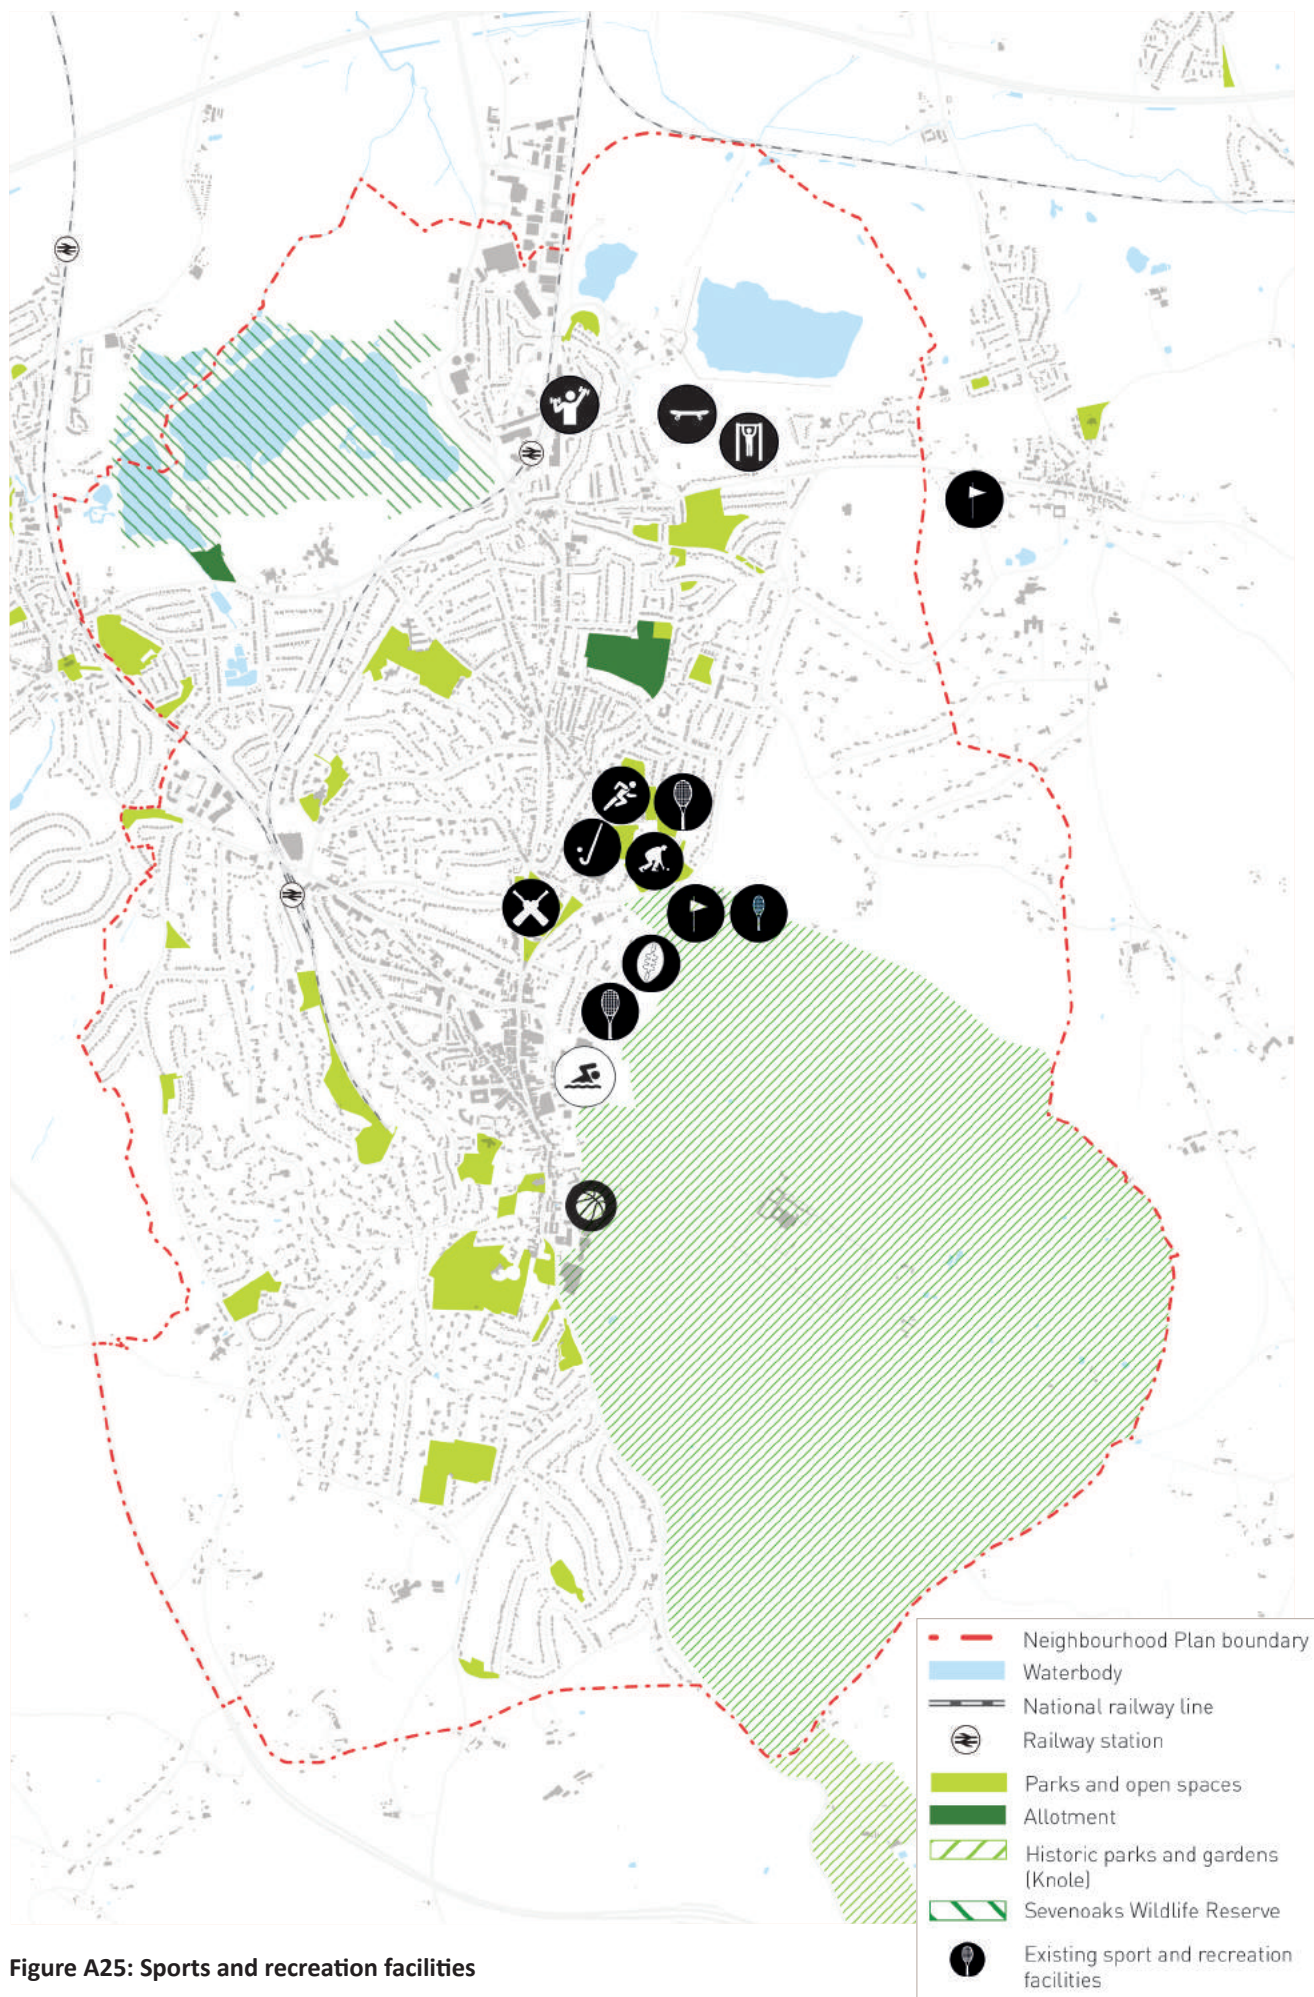 Neighbourhood Plan boundary
Waterbody
National railway line
Railway station
Parks and open spaces
Allotment
Historic parks and gardens
(Knole)
Sevenoaks Wildlife Reserve
Existing sport and recreation
facilities
Figure A25: Sports and recreation facilities